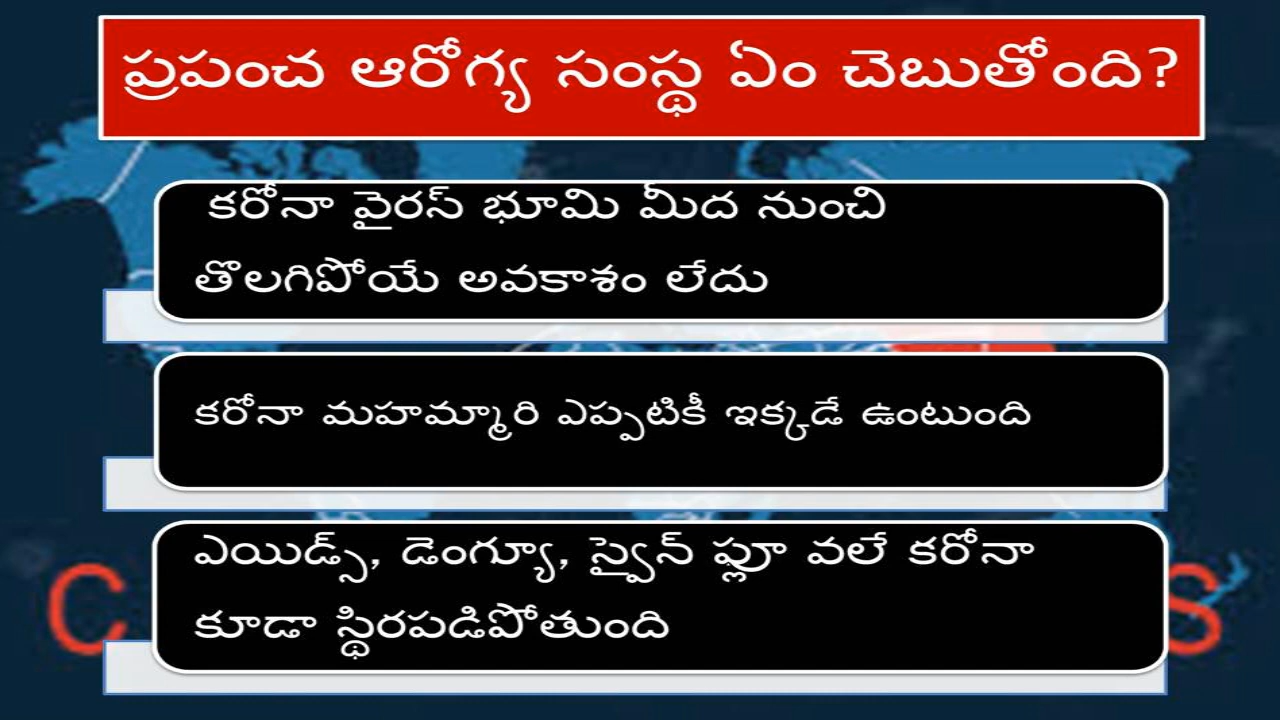 ప్రపంచ ఆరోగ్య సంస్థ ఏం చెబుతోంది?
కరోనా వైరస్ భూమి మీద నుంచి
తొలగిపోయే అవకాశం లేదు
కరోనా మహమ్మారి ఎప్పటికీ ఇక్కడే ఉంటుంది
ఎయిడ్స్, డెంగ్యూ, స్వైన్ ఫ్లూ వలే కరోనా
కూడా స్థిరపడిపోతుంది
C
S